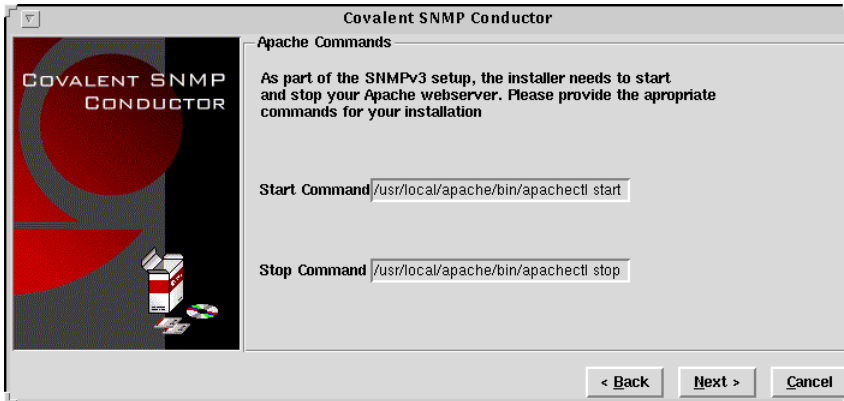 Covalent SNMP Conductor
COVALENT SNMP
CONDUCTOR
Apache Commands
As part of the SNMPv3 setup, the installer needs to start
and stop your Apache webserver. Please provide the apropriate
commands for your installation
Start Command /usr/local/apache/bin/apachectl start
Stop Command /usr/local/apache/bin/apachectl stop
< Back Next > Cancel